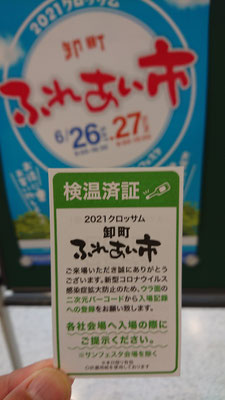 2021クロッサム
卸町
ふれあい市
6/26 27
検温済証
2021クロッサム
卸町
ふれあい市
ご来場いただき誠にありがとう
ございます。新型コロナウイルス
感染症拡大防止のため、ウラ面の
二次元バーコードから入場記録
への登録をお願い致します。
各社会場へ入場の際に
ご提示ください。
※サンフェスタ会場を除く